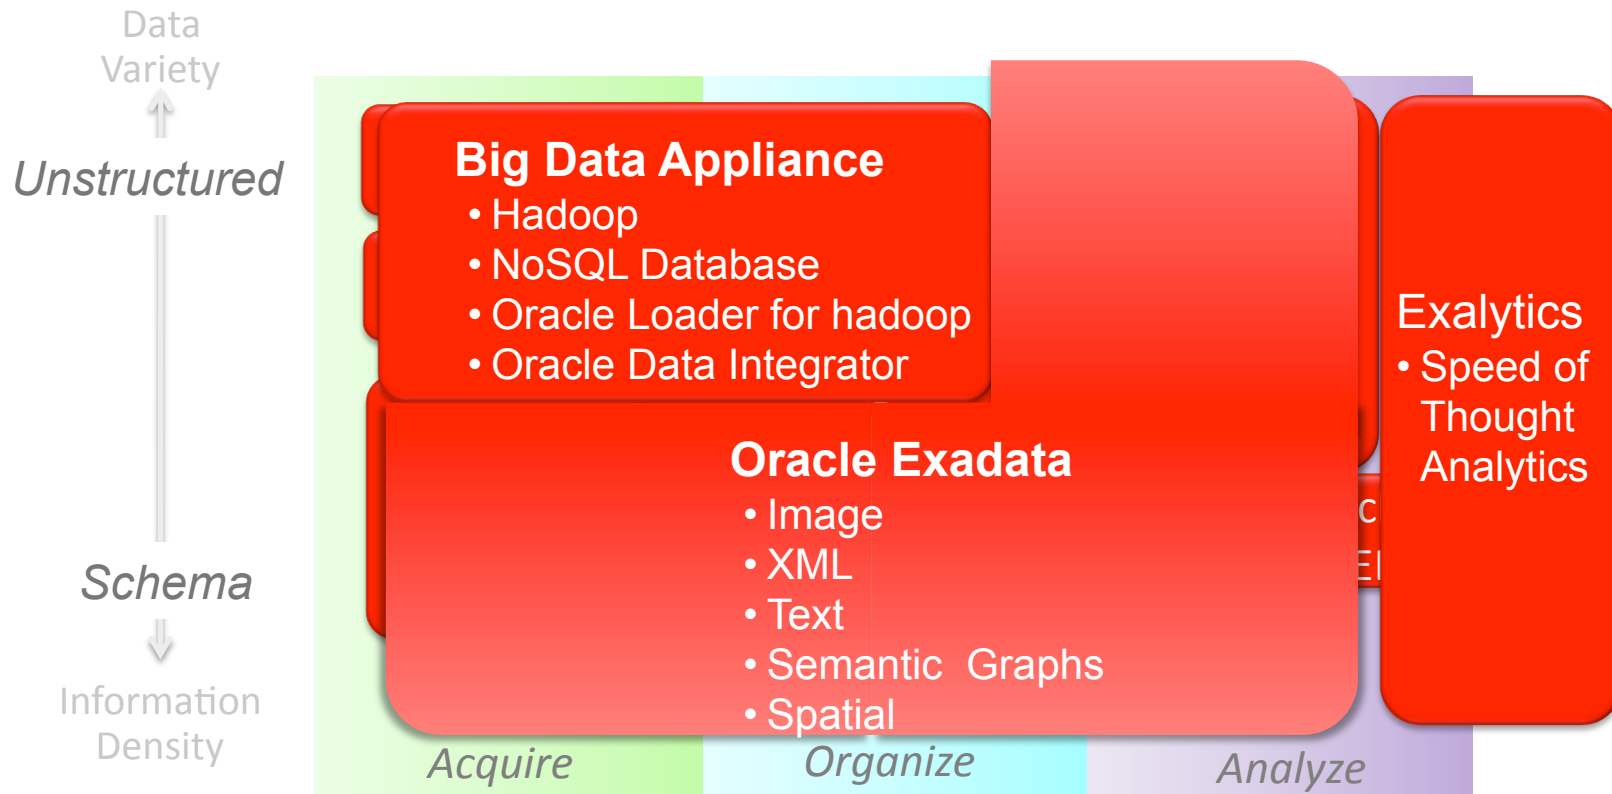 Data
Variety
Unstructured
Schema
Information
Density
Big Data Appliance
• Hadoop
• NoSQL Database
• Oracle Loader for hadoop
• Oracle Data Integrator
Oracle Exadata
• Image
• XML
• Text
• Semantic Graphs
• Spatial
Exalytics
• Speed of
Thought
Analytics
Acquire
Organize
Analyze